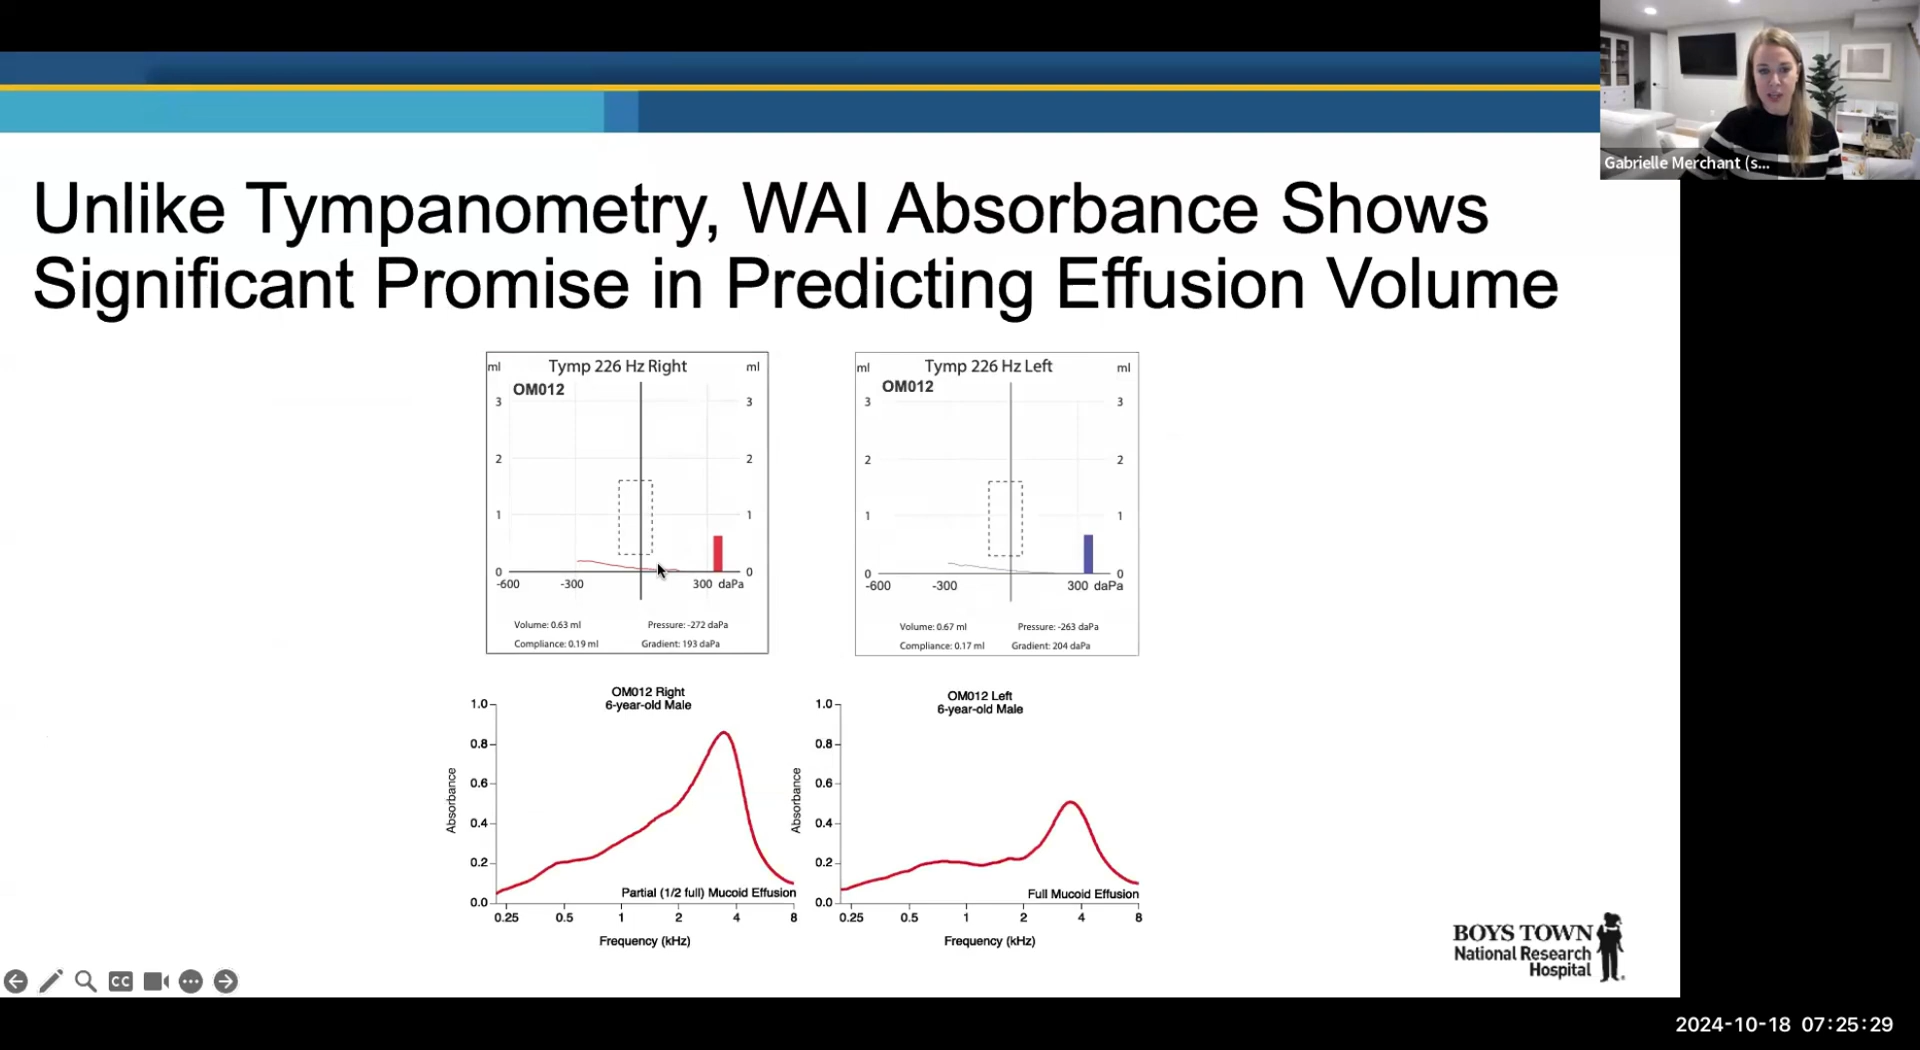 Gabrielle Merchant (s...
Unlike Tympanometry, WAI Absorbance Shows
Significant Promise in Predicting Effusion Volume
ml Tymp 226 Hz Right ml
OM012
3 3
2 2
1 1
0 0
-600 -300 300 daPa
Volume: 0.63 ml Pressure: -272 daPa
Compliance: 0.19 ml Gradient: 193 daPa
ml Tymp 226 Hz Left ml
OM012
3 3
2 2
1 1
0 0
-600 -300 300 daPa
Volume: 0.67 ml Pressure: -263 daPa
Compliance: 0.17 ml Gradient: 204 daPa
OM012 Right
6-year-old Male
Absorbance
1.0
0.8
0.6
0.4
0.2
0.0
Partial (1/2 full) Mucoid Effusion
0.25 0.5 1 2 4 8
Frequency (kHz)
OM012 Left
6-year-old Male
Absorbance
1.0
0.8
0.6
0.4
0.2
0.0
Full Mucoid Effusion
0.25 0.5 1 2 4 8
Frequency (kHz)
BOYS TOWN
National Research
Hospital
CC
2024-10-18 07:25:29